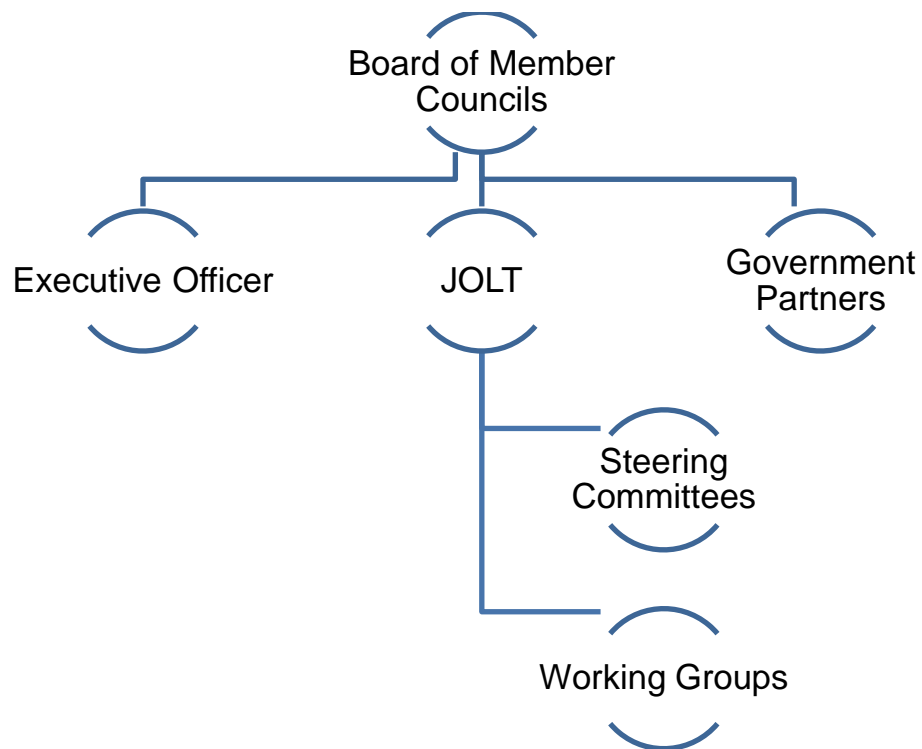 Board of Member
Councils
Executive Officer
JOLT
Government
Partners
Steering
Committees
Working Groups